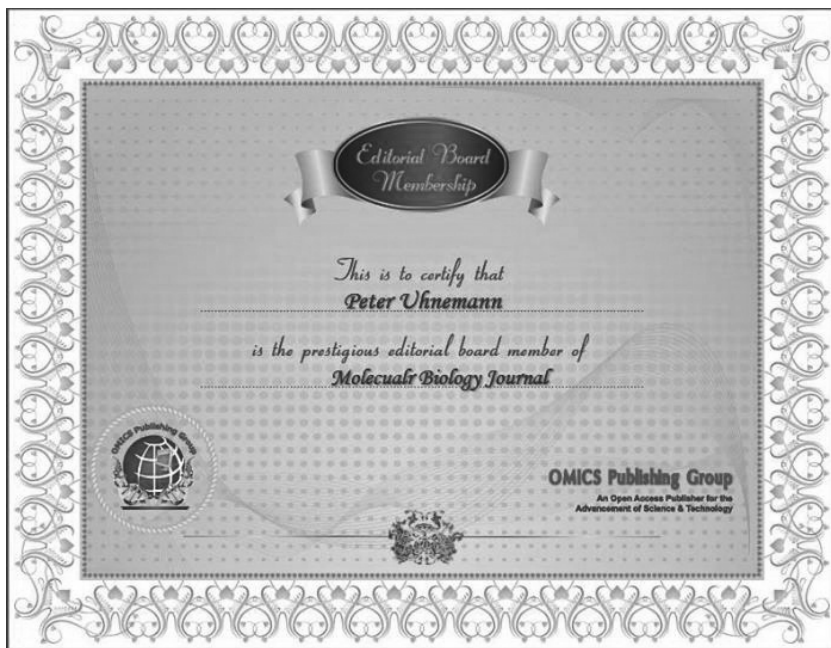 Editorial Board
Membership
This is to certify that
Peter Uhnemann
is the prestigious editorial board member of
Molecualr Biology Journal
OMICS Publishing Group
OMICS Publishing Group
An Open Access Publisher for the
Advancement of Science & Technology